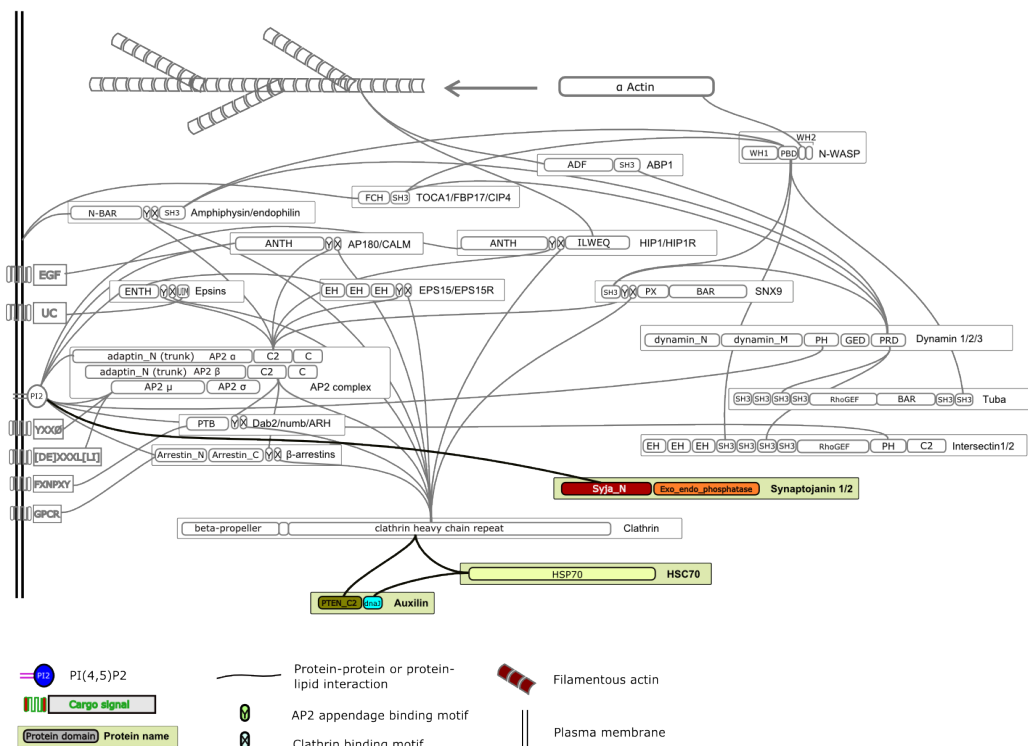 α Actin
WH2
WH1 PBD N-WASP
ADF SH3 ABP1
FCH SH3 TOCA1/FBP17/CIP4
N-BAR Y X SH3 Amphiphysin/endophilin
ANTH Y X AP180/CALM
ANTH Y X ILWEQ HIP1/HIP1R
EGF
ENTH Y X UIM Epsins
EH EH EH Y X EPS15/EPS15R
SH3 Y X PX BAR SNX9
UC
dynamin_N dynamin_M PH GED PRD Dynamin 1/2/3
adaptin_N (trunk) AP2 α C2 C
adaptin_N (trunk) AP2 β C2 C
AP2 μ AP2 σ AP2 complex
PI2
SH3 SH3 SH3 SH3 RhoGEF BAR SH3 SH3 Tuba
PTB Y X Dab2/numb/ARH
YXXØ
EH EH EH SH3 SH3 SH3 SH3 RhoGEF PH C2 Intersectin1/2
[DE]XXXL[LI]
Arrestin_N Arrestin_C Y X β-arrestins
FXNPXY
Syja_N Exo_endo_phosphatase Synaptojanin 1/2
GPCR
beta-propeller clathrin heavy chain repeat Clathrin
HSP70 HSC70
PTEN_C2 dnaJ Auxilin
PI2 PI(4,5)P2
Protein-protein or protein-
lipid interaction
Filamentous actin
Cargo signal
Y AP2 appendage binding motif
Protein domain Protein name
Plasma membrane
X Clathrin binding motif